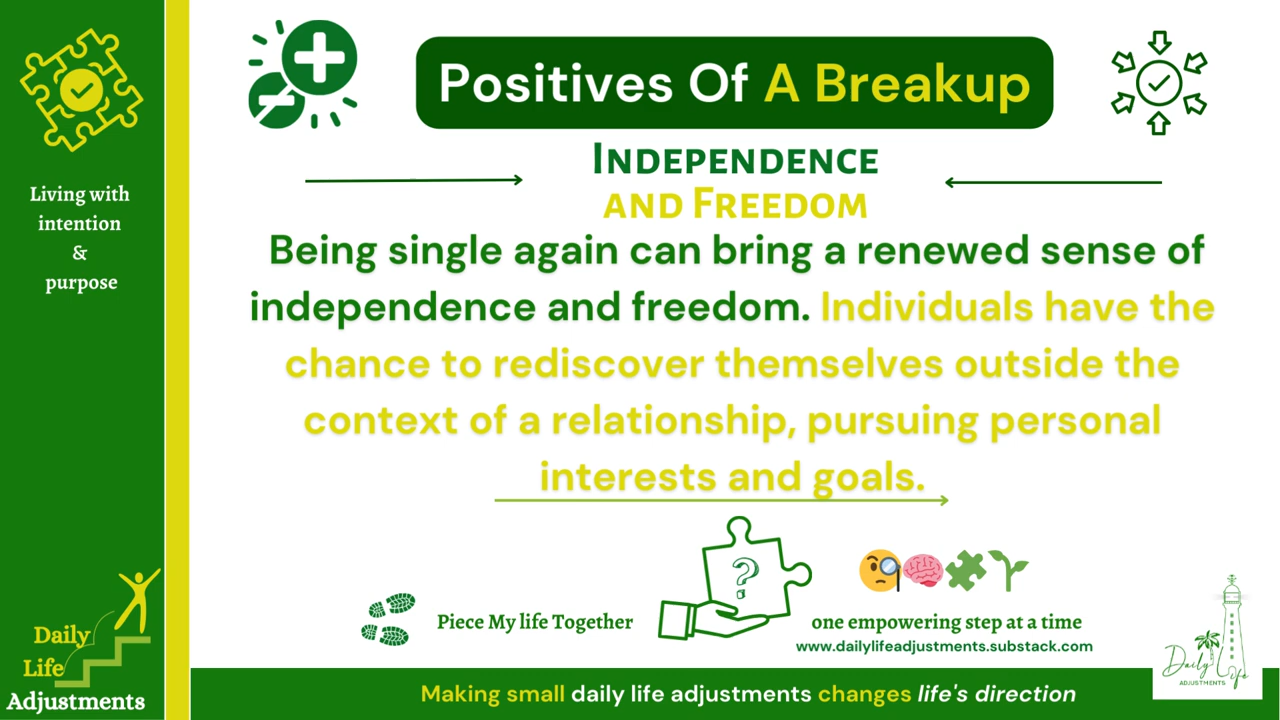 Positives Of A Breakup
Independence
and Freedom
Being single again can bring a renewed sense of
independence and freedom. Individuals have the
chance to rediscover themselves outside the
context of a relationship, pursuing personal
interests and goals.
Living with
intention
&
purpose
?
Piece My life Together
one empowering step at a time
www.dailylifeadjustments.substack.com
Daily
Life
Adjustments
Making small daily life adjustments changes life's direction
Daily Life
ADJUSTMENTS